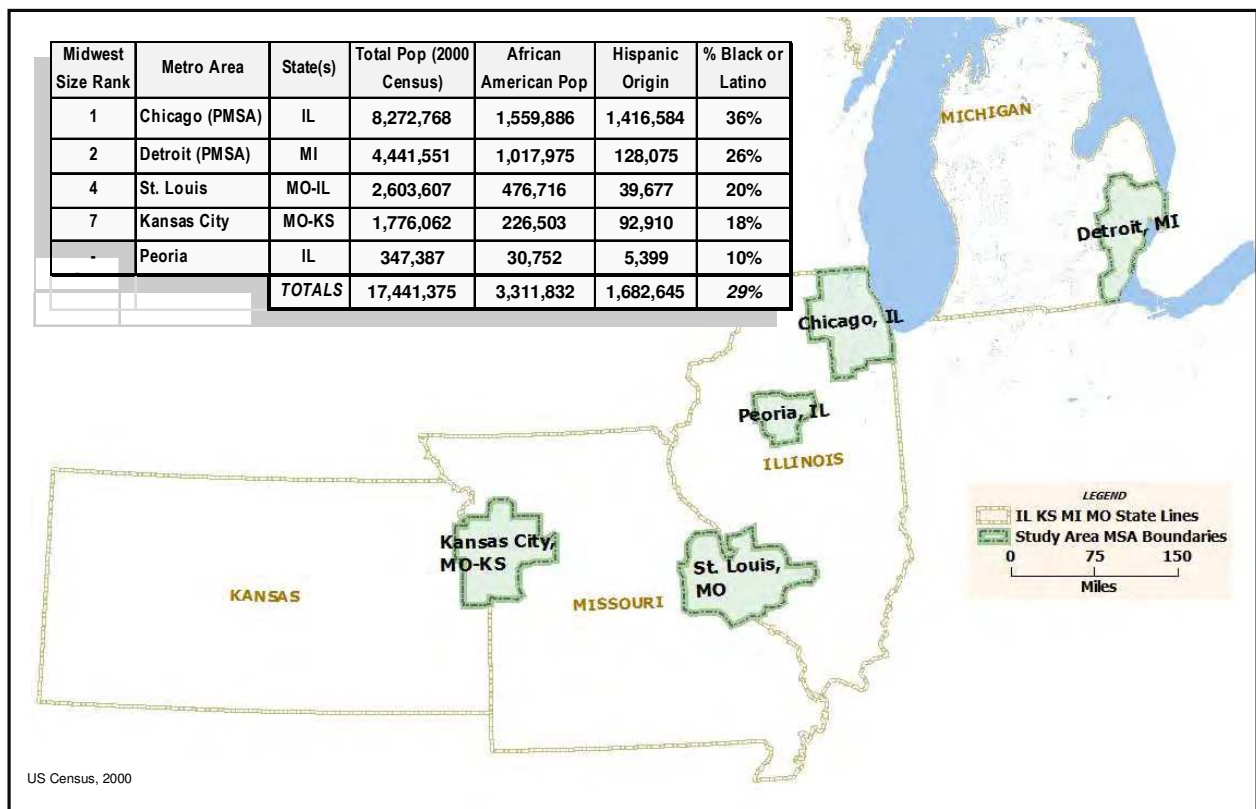 Midwest Size Rank Metro Area State(s) Total Pop (2000 Census) African American Pop Hispanic Origin % Black or Latino
1 Chicago (PMSA) IL 8,272,768 1,559,886 1,416,584 36%
2 Detroit (PMSA) MI 4,441,551 1,017,975 128,075 26%
4 St. Louis MO-IL 2,603,607 476,716 39,677 20%
7 Kansas City MO-KS 1,776,062 226,503 92,910 18%
- Peoria IL 347,387 30,752 5,399 10%
TOTALS 17,441,375 3,311,832 1,682,645 29%
MICHIGAN
Detroit, MI
Chicago, IL
Peoria, IL
ILLINOIS
Kansas City,
MO-KS
St. Louis,
MO
KANSAS
MISSOURI
LEGEND
IL KS MI MO State Lines
Study Area MSA Boundaries
0 75 150
Miles
US Census, 2000